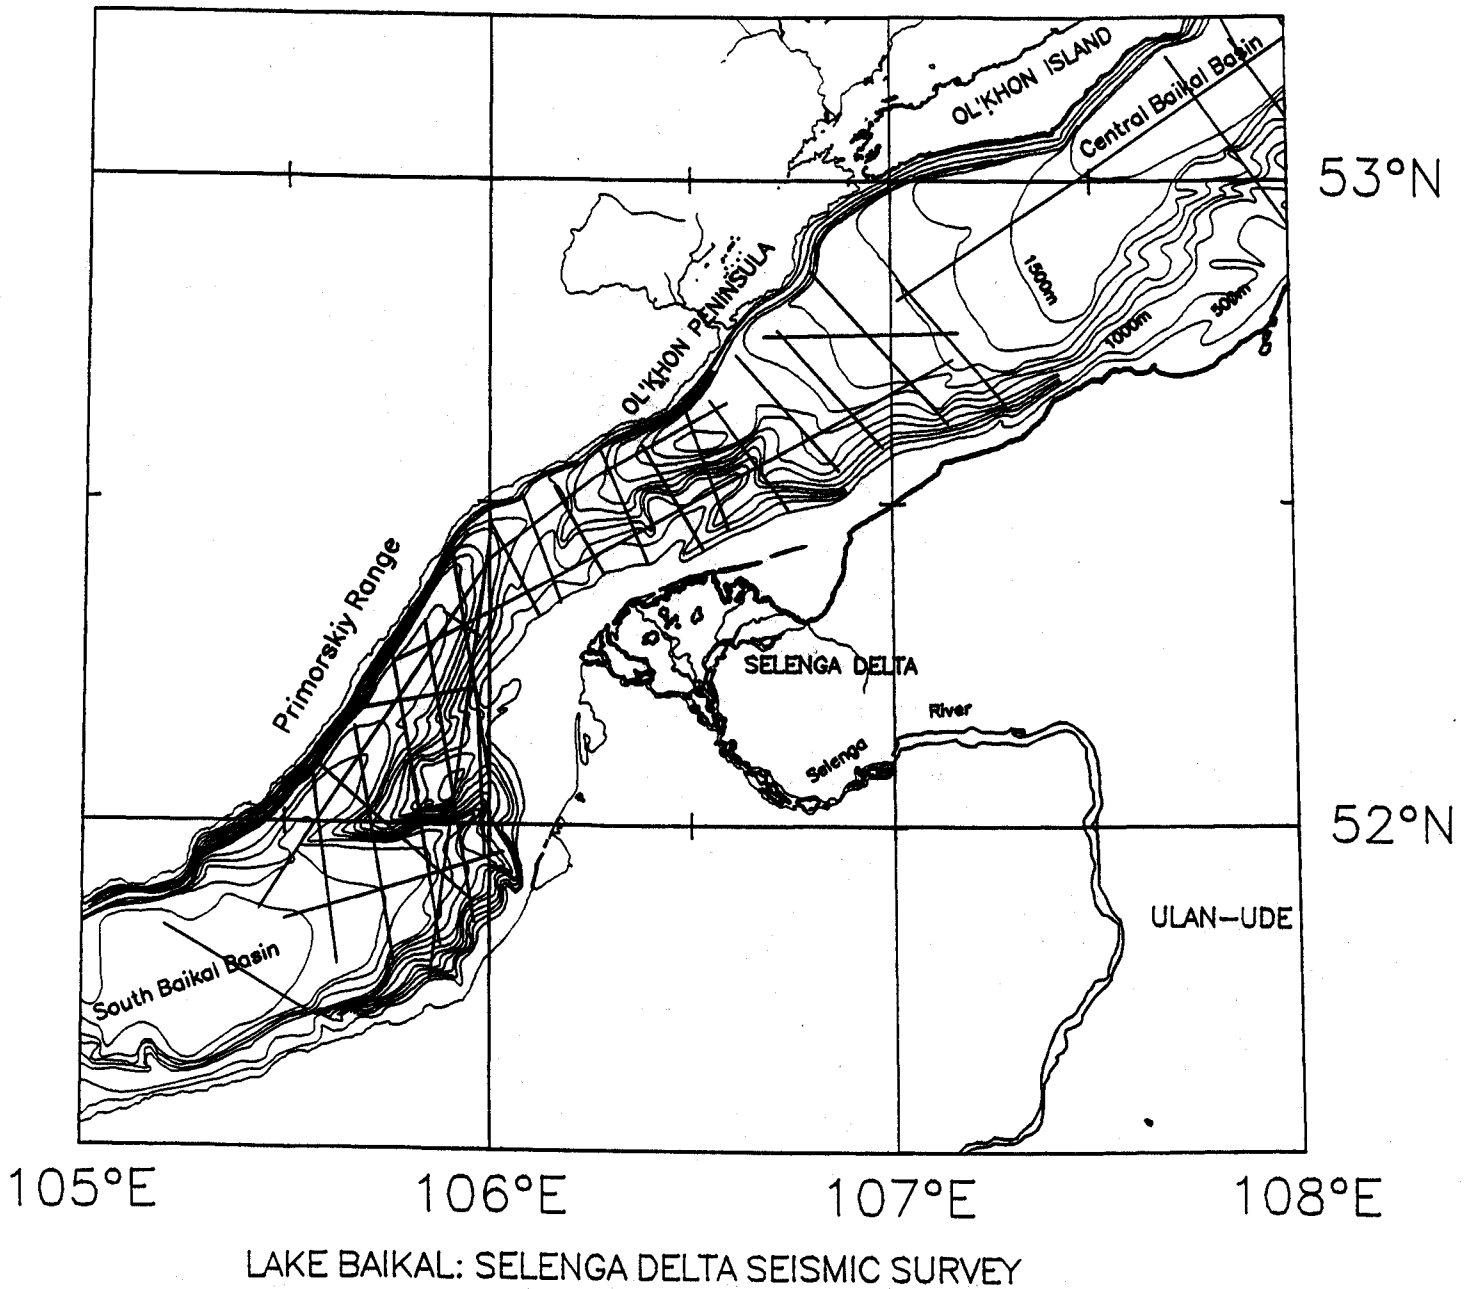 OL'KHON ISLAND
Central Baikal Basin
53°N
OL'KHON PENINSULA
1500m
1000m
500m
Primorskiy Range
SELENGA DELTA
River
Selenga
52°N
ULAN-UDE
South Baikal Basin
105°E
106°E
107°E
108°E
LAKE BAIKAL: SELENGA DELTA SEISMIC SURVEY